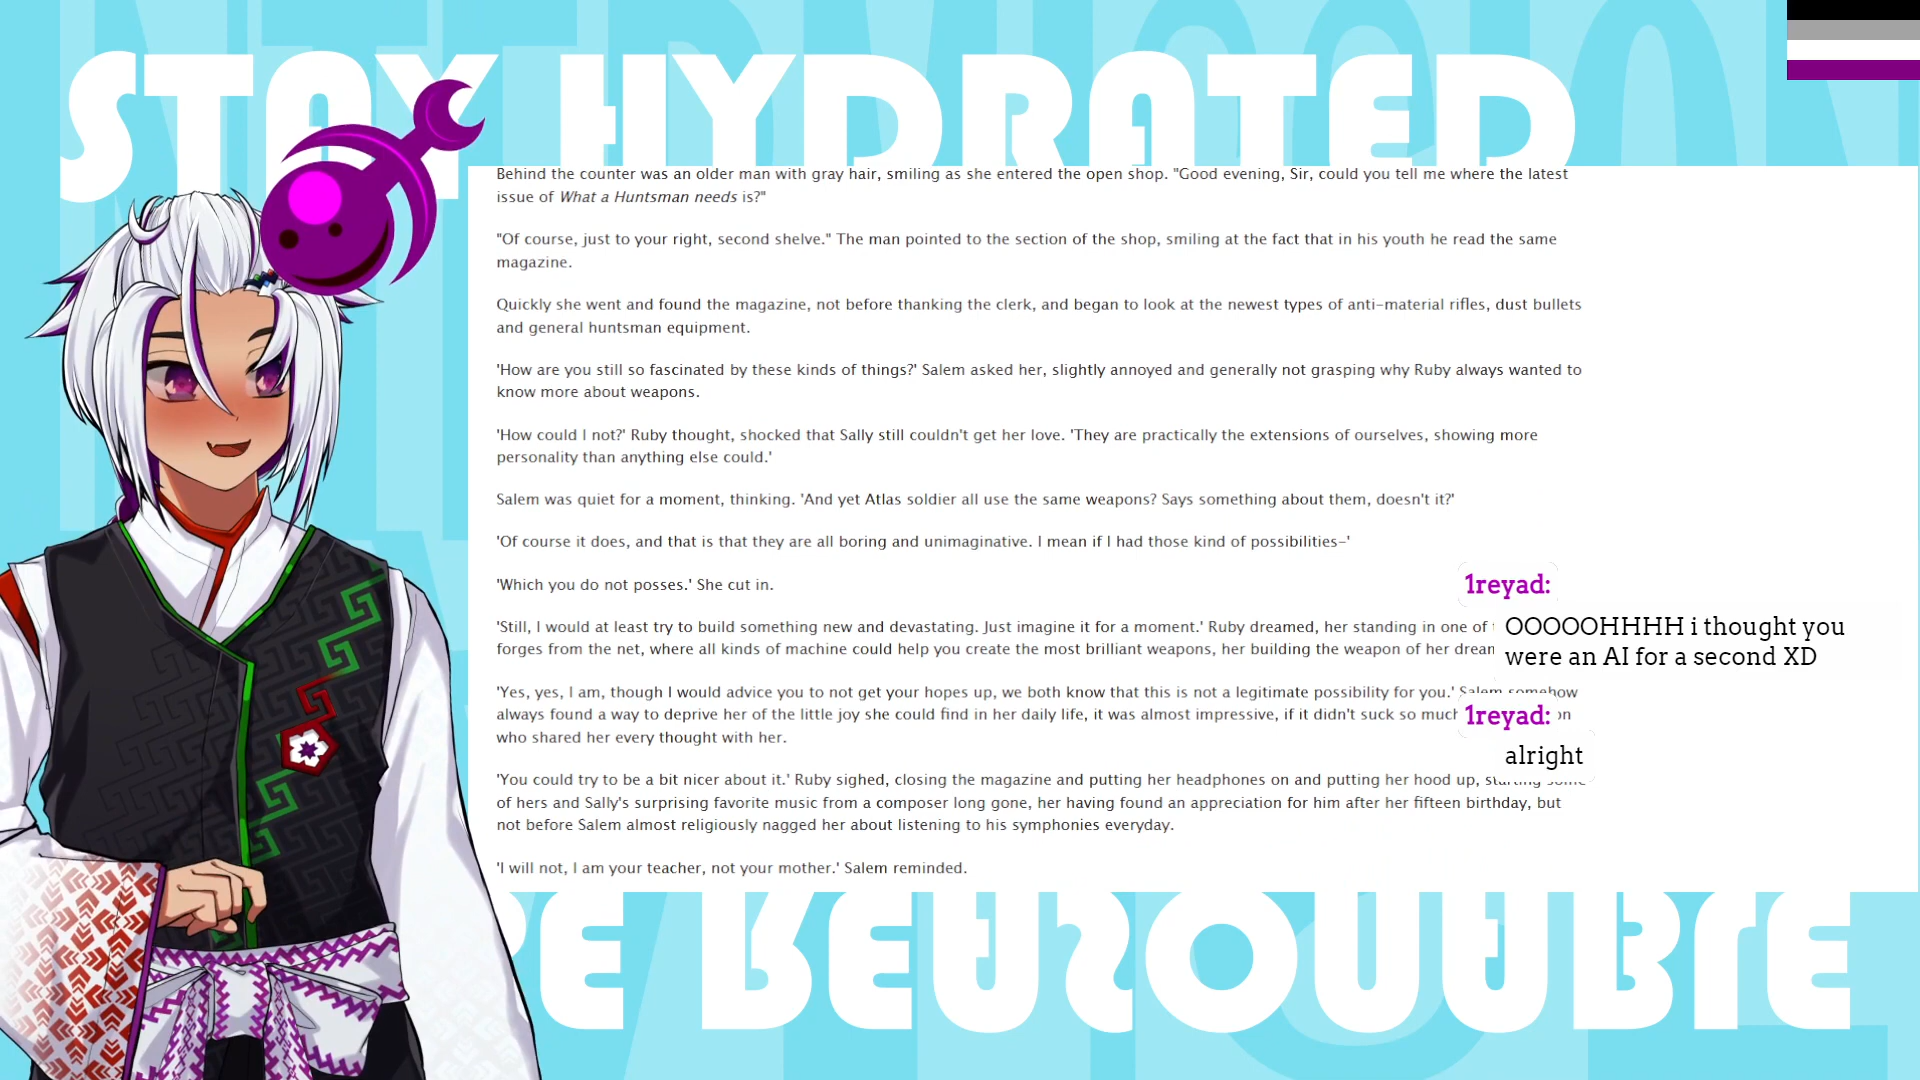 STAY HYDRATED
Behind the counter was an older man with gray hair, smiling as she entered the open shop. "Good evening, Sir, could you tell me where the latest
issue of What a Huntsman needs is?"
"Of course, just to your right, second shelve." The man pointed to the section of the shop, smiling at the fact that in his youth he read the same
magazine.
Quickly she went and found the magazine, not before thanking the clerk, and began to look at the newest types of anti-material rifles, dust bullets
and general huntsman equipment.
'How are you still so fascinated by these kinds of things?' Salem asked her, slightly annoyed and generally not grasping why Ruby always wanted to
know more about weapons.
'How could I not?' Ruby thought, shocked that Sally still couldn't get her love. 'They are practically the extensions of ourselves, showing more
personality than anything else could.'
Salem was quiet for a moment, thinking. 'And yet Atlas soldier all use the same weapons? Says something about them, doesn't it?'
'Of course it does, and that is that they are all boring and unimaginative. I mean if I had those kind of possibilities-'
'Which you do not posses.' She cut in.
'Still, I would at least try to build something new and devastating. Just imagine it for a moment.' Ruby dreamed, her standing in one of
forges from the net, where all kinds of machine could help you create the most brilliant weapons, her building the weapon of her
'Yes, yes, I am, though I would advice you to not get your hopes up, we both know that this is not a legitimate possibility for you.' Salem somehow
always found a way to deprive her of the little joy she could find in her daily life, it was almost impressive, if it didn't suck so much
who shared her every thought with her.
'You could try to be a bit nicer about it.' Ruby sighed, closing the magazine and putting her headphones on and putting her hood up,
of hers and Sally's surprising favorite music from a composer long gone, her having found an appreciation for him after her fifteen birthday, but
not before Salem almost religiously nagged her about listening to his symphonies everyday.
'I will not, I am your teacher, not your mother.' Salem reminded.
1reyad:
OOOOOHHHH i thought you
were an AI for a second XD
1reyad:
alright